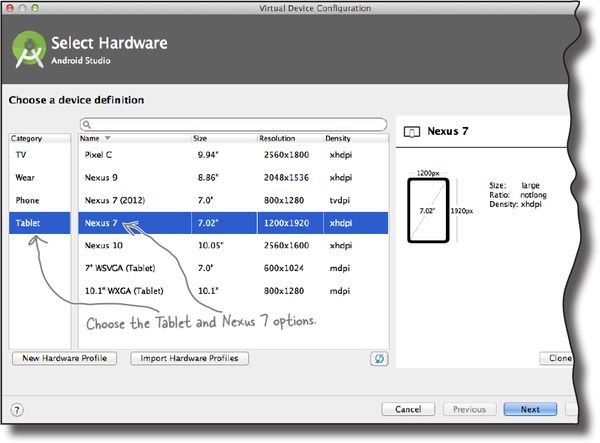 Virtual Device Configuration
Select Hardware
Android Studio
Choose a device definition
Category
TV
Wear
Phone
Tablet
Name Size Resolution Density
Pixel C 9.94" 2560x1800 xhdpi
Nexus 9 8.86" 2048x1536 xhdpi
Nexus 7 (2012) 7.0" 800x1280 tvdpi
Nexus 7 7.02" 1200x1920 xhdpi
Nexus 10 10.05" 2560x1600 xhdpi
7" WSVGA (Tablet) 7.0" 600x1024 mdpi
10.1" WXGA (Tablet) 10.1" 800x1280 mdpi
Choose the Tablet and Nexus 7 options.
New Hardware Profile Import Hardware Profiles
Nexus 7
1200px
7.02"
1920px
Size: large
Ratio: notlong
Density: xhdpi
Clone
? Cancel Previous Next